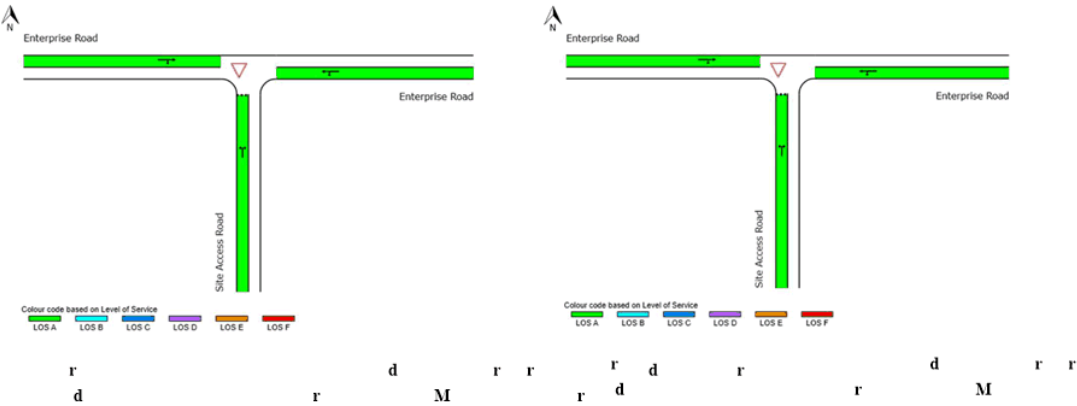 N
Enterprise Road
Enterprise Road
Site Access Road
Colour code based on Level of Service
LOS A LOS B LOS C LOS D LOS E LOS F
N
Enterprise Road
Enterprise Road
Site Access Road
Colour code based on Level of Service
LOS A LOS B LOS C LOS D LOS E LOS F
r d r r
d r M r
r d r d r r
d r M